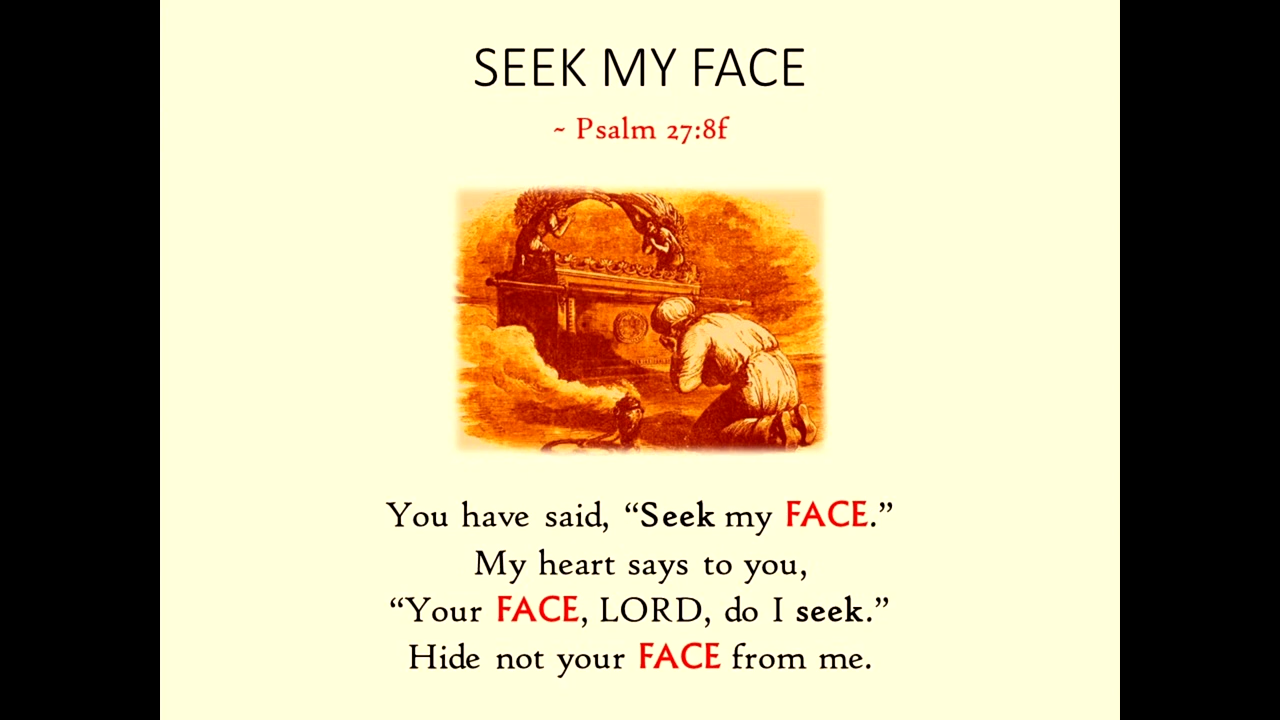 SEEK MY FACE
~ Psalm 27:8f
You have said, “Seek my FACE.”
My heart says to you,
“Your FACE, LORD, do I seek.”
Hide not your FACE from me.